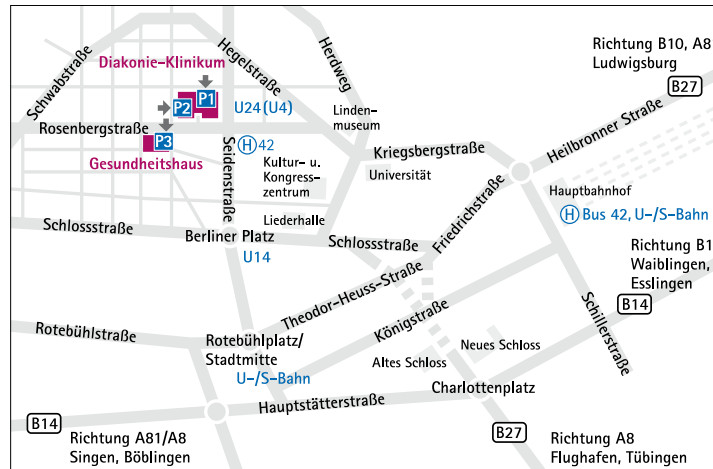 Richtung B10, A8
Ludwigsburg
B27
Schwabstraße
Diakonie-Klinikum
Hegelstraße
Herdweg
P1
P2
U24 (U4)
Linden-
museum
Heilbronner Straße
Rosenbergstraße
P3
Gesundheitshaus
Seidenstraße
H 42
Kultur- u.
Kongress-
zentrum
Kriegsbergstraße
Universität
Hauptbahnhof
H Bus 42, U-/S-Bahn
Liederhalle
Schlossstraße
Berliner Platz
U14
Schlossstraße
Friedrichstraße
Richtung B1
Waiblingen,
Esslingen
B14
Theodor-Heuss-Straße
Königstraße
Schillerstraße
Rotebühlstraße
Rotebühlplatz/
Stadtmitte
U-/S-Bahn
Neues Schloss
Altes Schloss
Charlottenplatz
Hauptstätterstraße
B14
Richtung A81/A8
Singen, Böblingen
B27
Richtung A8
Flughafen, Tübingen